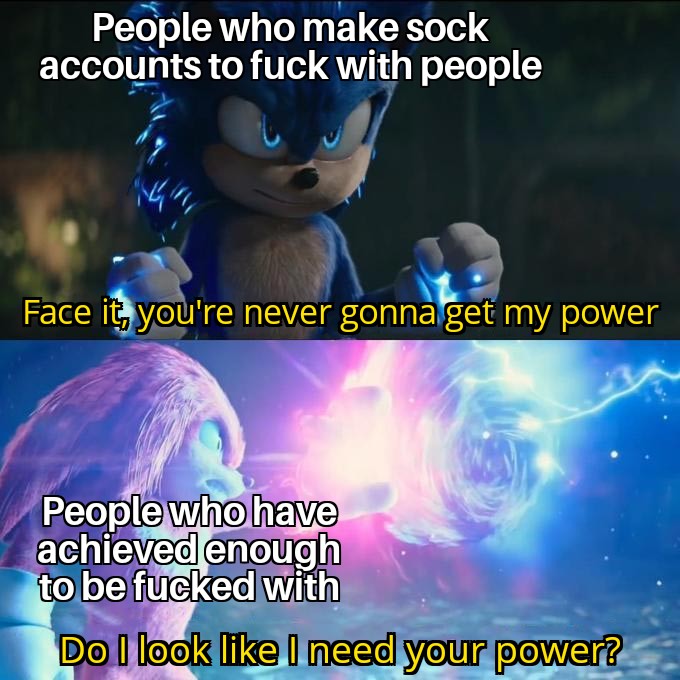 People who make sock
accounts to fuck with people
Face it, you're never gonna get my power
People who have
achieved enough
to be fucked with
Do I look like I need your power?